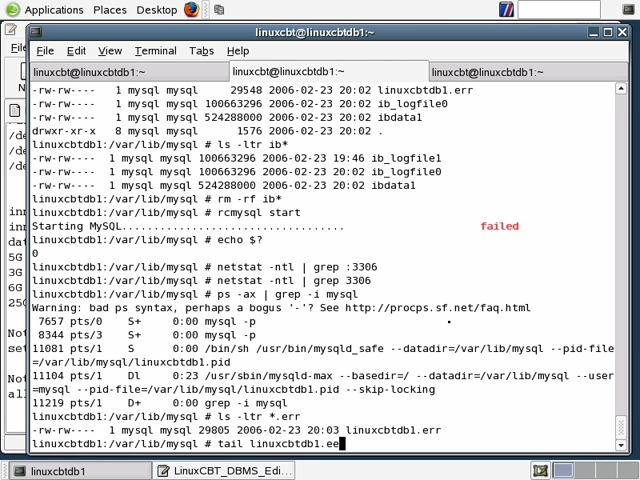 Applications Places Desktop
linuxcbt@linuxcbtdb1:~
File Edit View Terminal Tabs Help
linuxcbt@linuxcbtdb1:~ linuxcbt@linuxcbtdb1:~ linuxcbt@linuxcbtdb1:~
-rw-rw---- 1 mysql mysql 29548 2006-02-23 20:02 linuxcbtdb1.err
-rw-rw---- 1 mysql mysql 100663296 2006-02-23 20:02 ib_logfile0
-rw-rw---- 1 mysql mysql 524288000 2006-02-23 20:02 ibdata1
drwxr-xr-x 8 mysql mysql 1576 2006-02-23 20:02 .
linuxcbtdb1:/var/lib/mysql # ls -ltr ib*
-rw-rw---- 1 mysql mysql 100663296 2006-02-23 19:46 ib_logfile1
-rw-rw---- 1 mysql mysql 100663296 2006-02-23 20:02 ib_logfile0
-rw-rw---- 1 mysql mysql 524288000 2006-02-23 20:02 ibdata1
linuxcbtdb1:/var/lib/mysql # rm -rf ib*
linuxcbtdb1:/var/lib/mysql # rcmysql start
Starting MySQL.................................. failed
linuxcbtdb1:/var/lib/mysql # echo $?
0
linuxcbtdb1:/var/lib/mysql # netstat -ntl | grep :3306
linuxcbtdb1:/var/lib/mysql # netstat -ntl | grep 3306
linuxcbtdb1:/var/lib/mysql # ps -ax | grep -i mysql
Warning: bad ps syntax, perhaps a bogus '-'? See http://procps.sf.net/faq.html
7657 pts/0 S+ 0:00 mysql -p
8344 pts/3 S+ 0:00 mysql -p
11081 pts/1 S 0:00 /bin/sh /usr/bin/mysqld_safe --datadir=/var/lib/mysql --pid-file
=/var/lib/mysql/linuxcbtdb1.pid
11104 pts/1 Dl 0:23 /usr/sbin/mysqld-max --basedir=/ --datadir=/var/lib/mysql --user
=mysql --pid-file=/var/lib/mysql/linuxcbtdb1.pid --skip-locking
11219 pts/1 D+ 0:00 grep -i mysql
linuxcbtdb1:/var/lib/mysql # ls -ltr *.err
-rw-rw---- 1 mysql mysql 29805 2006-02-23 20:03 linuxcbtdb1.err
linuxcbtdb1:/var/lib/mysql # tail linuxcbtdb1.ee
linuxcbtdb1 LinuxCBT_DBMS_Edi...